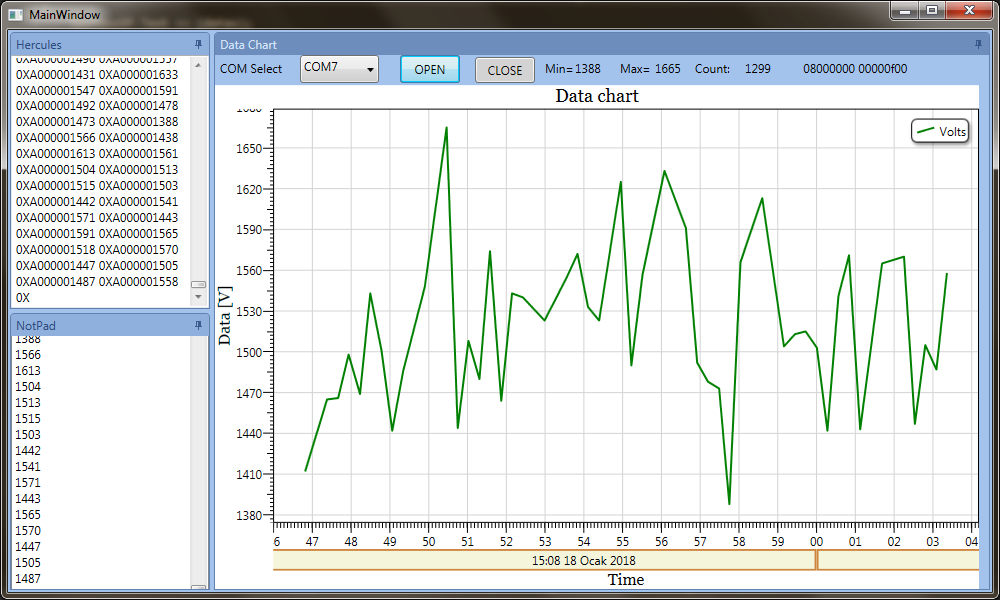 MainWindow
Hercules
0XA000001490 0XA000001557
0XA000001431 0XA000001633
0XA000001547 0XA000001591
0XA000001492 0XA000001478
0XA000001473 0XA000001388
0XA000001566 0XA000001438
0XA000001613 0XA000001561
0XA000001504 0XA000001513
0XA000001515 0XA000001503
0XA000001442 0XA000001541
0XA000001571 0XA000001443
0XA000001591 0XA000001565
0XA000001518 0XA000001570
0XA000001447 0XA000001505
0XA000001487 0XA000001558
0X
NotPad
1388
1566
1613
1504
1513
1515
1503
1442
1541
1571
1443
1565
1570
1447
1505
1487
Data Chart
COM Select COM7 OPEN CLOSE Min= 1388 Max= 1665 Count: 1299 08000000 00000f00
Data chart
Volts
Data [V]
1680
1650
1620
1590
1560
1530
1500
1470
1440
1410
1380
6 47 48 49 50 51 52 53 54 55 56 57 58 59 00 01 02 03 04
15:08 18 Ocak 2018
Time